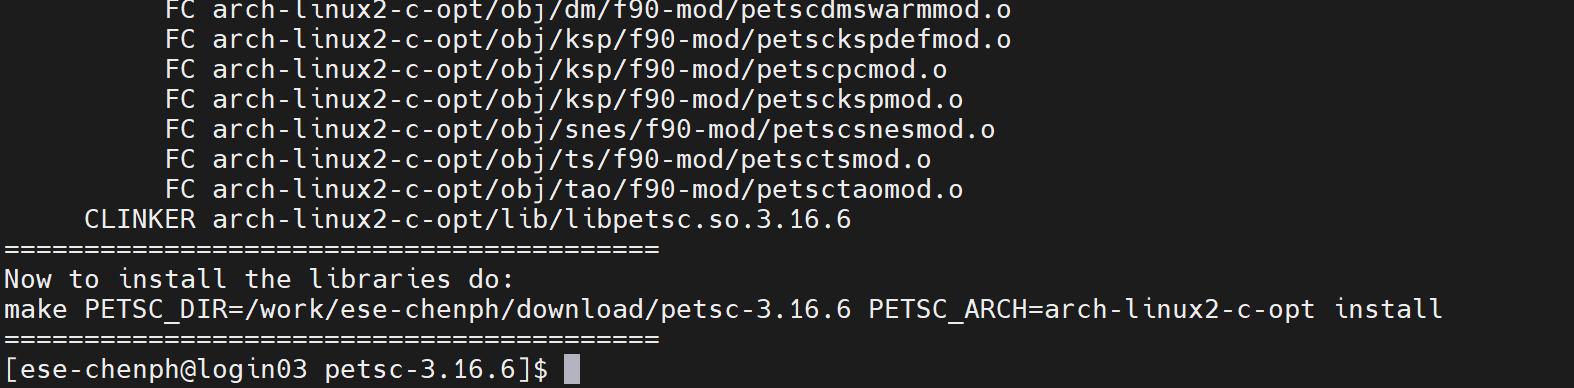 FC arch-linux2-c-opt/obj/dm/f90-mod/petscdmswarmmod.o
FC arch-linux2-c-opt/obj/ksp/f90-mod/petsckspdefmod.o
FC arch-linux2-c-opt/obj/ksp/f90-mod/petscpcmod.o
FC arch-linux2-c-opt/obj/ksp/f90-mod/petsckspmod.o
FC arch-linux2-c-opt/obj/snes/f90-mod/petscsnesmod.o
FC arch-linux2-c-opt/obj/ts/f90-mod/petsctsmod.o
FC arch-linux2-c-opt/obj/tao/f90-mod/petsctaomod.o
CLINKER arch-linux2-c-opt/lib/libpetsc.so.3.16.6
=========================================
Now to install the libraries do:
make PETSC_DIR=/work/ese-chenph/download/petsc-3.16.6 PETSC_ARCH=arch-linux2-c-opt install
=========================================
[ese-chenph@login03 petsc-3.16.6]$